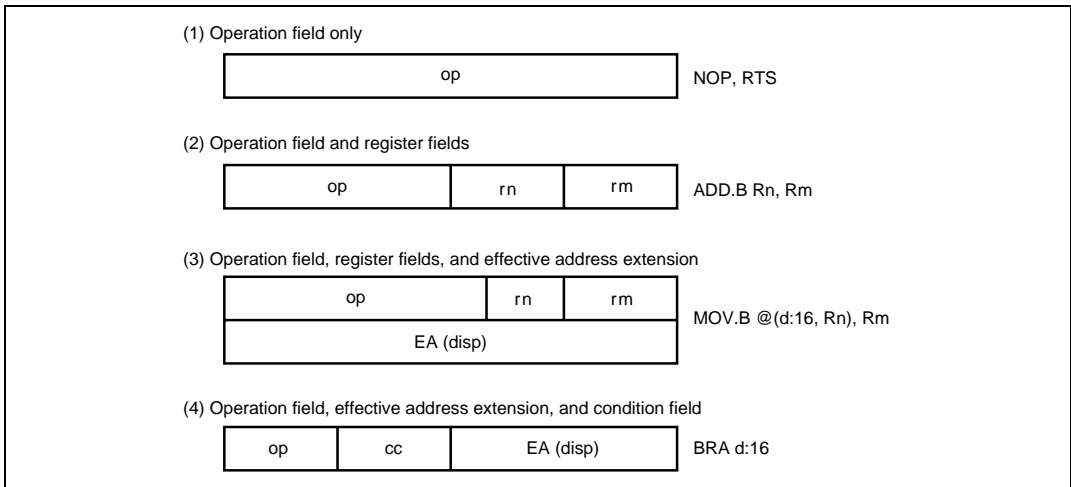 (1) Operation field only
op
NOP, RTS
(2) Operation field and register fields
op rn rm
ADD.B Rn, Rm
(3) Operation field, register fields, and effective address extension
op rn rm
EA (disp)
MOV.B @(d:16, Rn), Rm
(4) Operation field, effective address extension, and condition field
op cc EA (disp)
BRA d:16